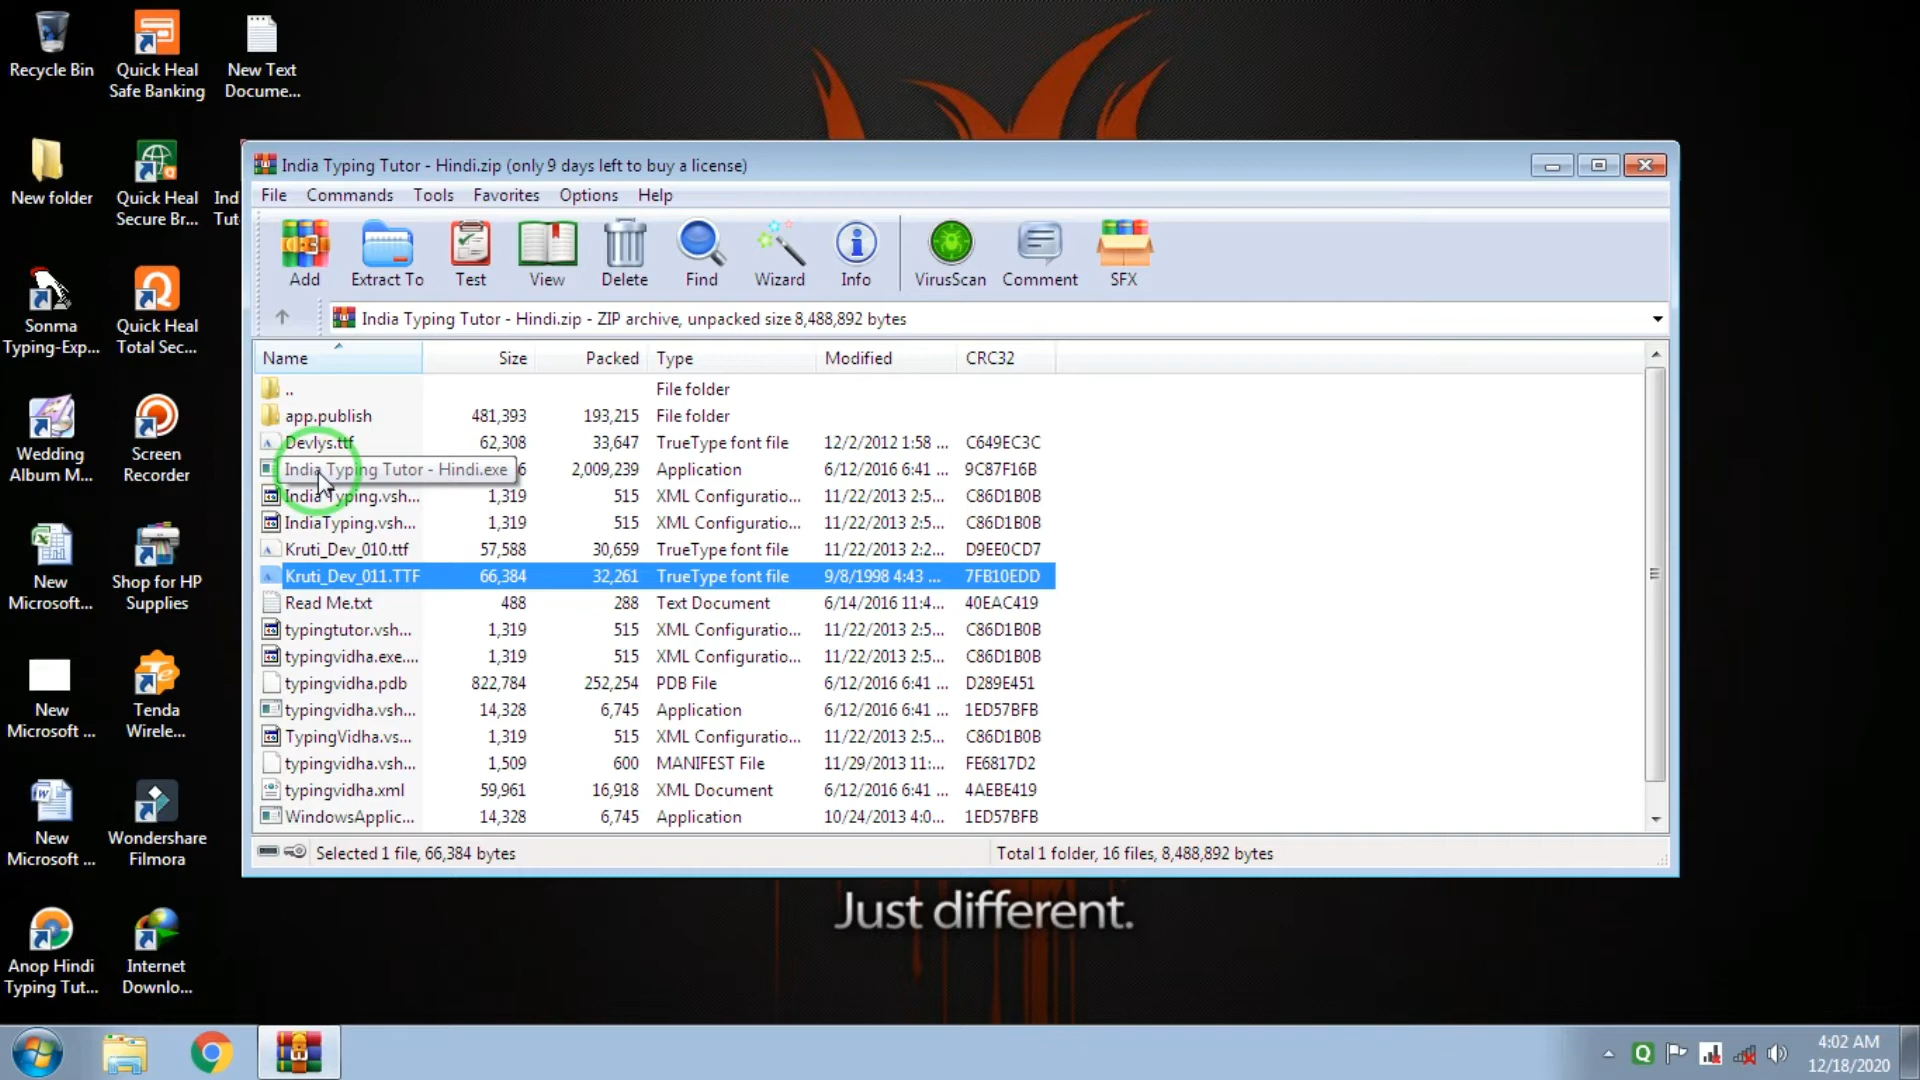 Recycle Bin
Quick Heal
Safe Banking
New Text
Docume...
New folder
Quick Heal
Secure Br...
Ind
Tut
Sonma
Typing-Exp...
Quick Heal
Total Sec...
Wedding
Album M...
Screen
Recorder
New
Microsoft...
Shop for HP
Supplies
New
Microsoft ...
Tenda
Wirele...
New
Microsoft ...
Wondershare
Filmora
Anop Hindi
Typing Tut...
Internet
Downlo...
India Typing Tutor - Hindi.zip (only 9 days left to buy a license)
File Commands Tools Favorites Options Help
Add Extract To Test View Delete Find Wizard Info VirusScan Comment SFX
India Typing Tutor - Hindi.zip - ZIP archive, unpacked size 8,488,892 bytes
Name Size Packed Type Modified CRC32
.. File folder
app.publish 481,393 193,215 File folder
Devlys.ttf 62,308 33,647 TrueType font file 12/2/2012 1:58 ... C649EC3C
India Typing Tutor - Hindi.exe 6 2,009,239 Application 6/12/2016 6:41 ... 9C87F16B
India Typing.vsh... 1,319 515 XML Configuratio... 11/22/2013 2:5... C86D1B0B
IndiaTyping.vsh... 1,319 515 XML Configuratio... 11/22/2013 2:5... C86D1B0B
Kruti_Dev_010.ttf 57,588 30,659 TrueType font file 11/22/2013 2:2... D9EE0CD7
Kruti_Dev_011.TTF 66,384 32,261 TrueType font file 9/8/1998 4:43 ... 7FB10EDD
Read Me.txt 488 288 Text Document 6/14/2016 11:4... 40EAC419
typingtutor.vsh... 1,319 515 XML Configuratio... 11/22/2013 2:5... C86D1B0B
typingvidha.exe.... 1,319 515 XML Configuratio... 11/22/2013 2:5... C86D1B0B
typingvidha.pdb 822,784 252,254 PDB File 6/12/2016 6:41 ... D289E451
typingvidha.vsh... 14,328 6,745 Application 6/12/2016 6:41 ... 1ED57BFB
TypingVidha.vs... 1,319 515 XML Configuratio... 11/22/2013 2:5... C86D1B0B
typingvidha.vsh... 1,509 600 MANIFEST File 11/29/2013 11:... FE6817D2
typingvidha.xml 59,961 16,918 XML Document 6/12/2016 6:41 ... 4AEBE419
WindowsApplic... 14,328 6,745 Application 10/24/2013 4:0... 1ED57BFB
Selected 1 file, 66,384 bytes Total 1 folder, 16 files, 8,488,892 bytes
Just different.
4:02 AM
12/18/2020